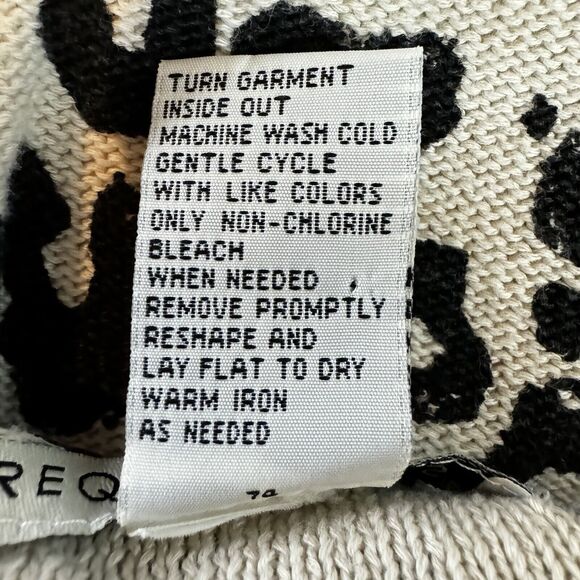 TURN GARMENT
INSIDE OUT
MACHINE WASH COLD
GENTLE CYCLE
WITH LIKE COLORS
ONLY NON-CHLORINE
BLEACH
WHEN NEEDED
REMOVE PROMPTLY
RESHAPE AND
LAY FLAT TO DRY
WARM IRON
AS NEEDED
REQ